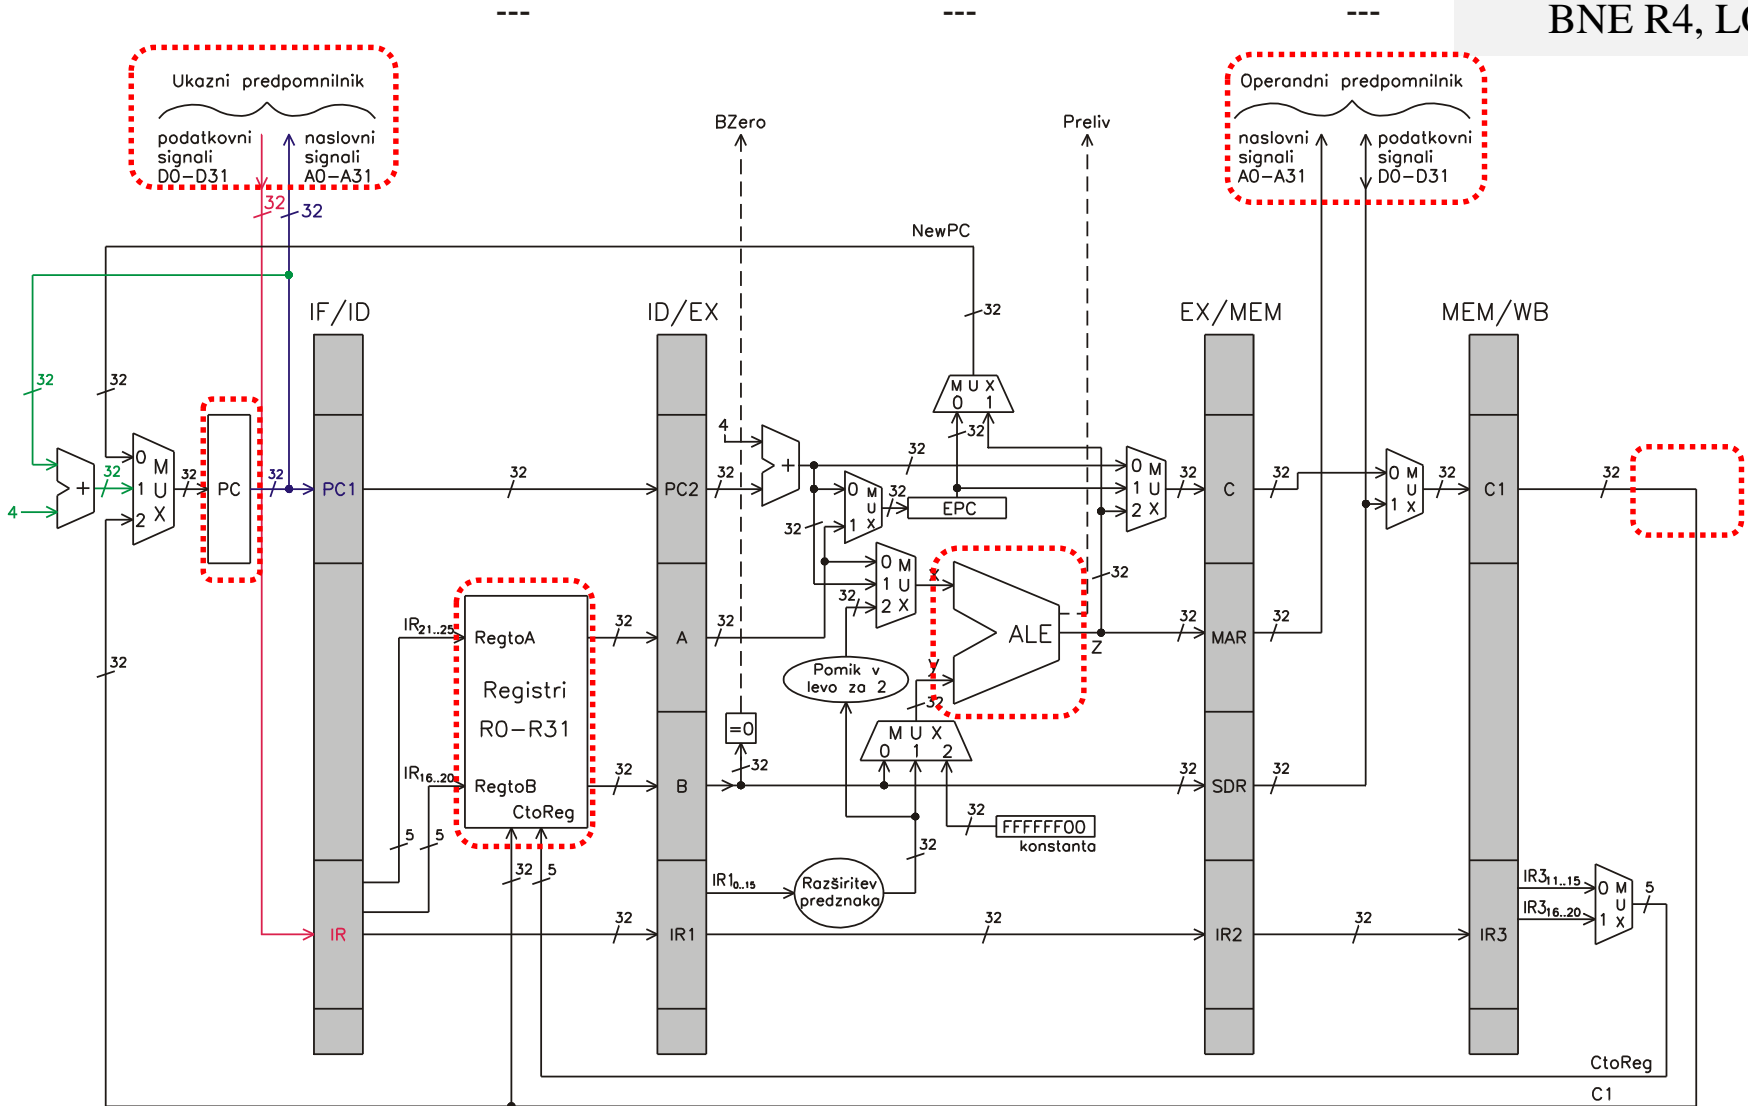 ---
---
---
BNE R4, LO
Ukazni predpomnilnik
podatkovni
signali
D0-D31
naslovni
signali
A0-A31
32
32
BZero
Preliv
Operandni predpomnilnik
naslovni
signali
A0-A31
podatkovni
signali
D0-D31
NewPC
32
IF/ID
ID/EX
EX/MEM
MEM/WB
32
32
M U X
0 1
32
4
+
4
32
0
1
2
M
U
X
32
PC
32
PC1
32
PC2
32
+
32
32
0
1
M
U
X
32
EPC
0
1
2
M
U
X
32
C
32
0
1
M
U
X
32
C1
32
0
1
2
M
U
X
32
X
ALE
Z
32
IR21..25
RegtoA
32
A
32
32
MAR
32
Registri
R0-R31
Pomik v
levo za 2
Y
32
=0
32
M U X
0 1 2
IR16..20
RegtoB
CtoReg
32
B
32
SDR
32
32
FFFFFF00
konstanta
5
5
32
5
32
IR10..15
Razširitev
predznaka
32
IR
32
IR1
32
IR2
32
IR3
IR311..15
IR316..20
0
1
M
U
X
5
CtoReg
C1